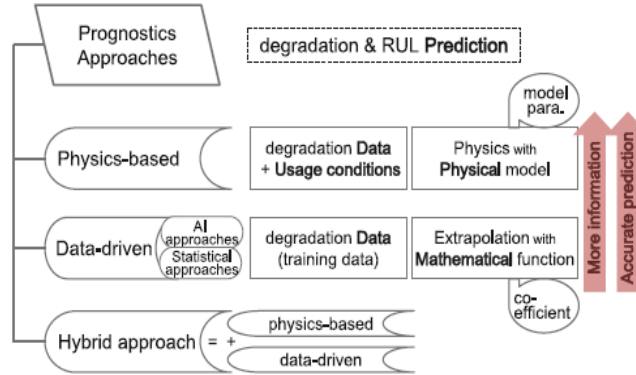 Prognostics
Approaches
degradation & RUL Prediction
model
para.
Physics-based
degradation Data
+ Usage conditions
Physics with
Physical model
Data-driven
AI
approaches
Statistical
approaches
degradation Data
(training data)
Extrapolation with
Mathematical function
co-
efficient
Hybrid approach
= +
physics-based
data-driven
More information
Accurate prediction